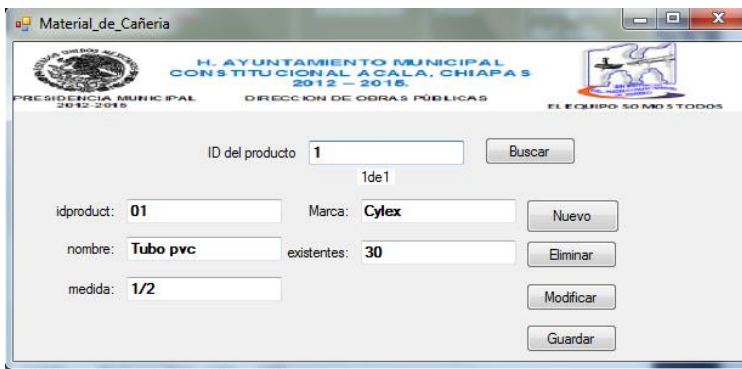 Material_de_Cañeria
H. AYUNTAMIENTO MUNICIPAL
CONSTITUCIONAL ACALA, CHIAPAS
2012 – 2015.
PRESIDENCIA MUNICIPAL
2012-2015
DIRECCION DE OBRAS PÚBLICAS
EL EQUIPO SOMOS TODOS
ID del producto 1 Buscar
1de1
idproduct: 01 Marca: Cylex Nuevo
nombre: Tubo pvc existentes: 30 Eliminar
medida: 1/2 Modificar
Guardar